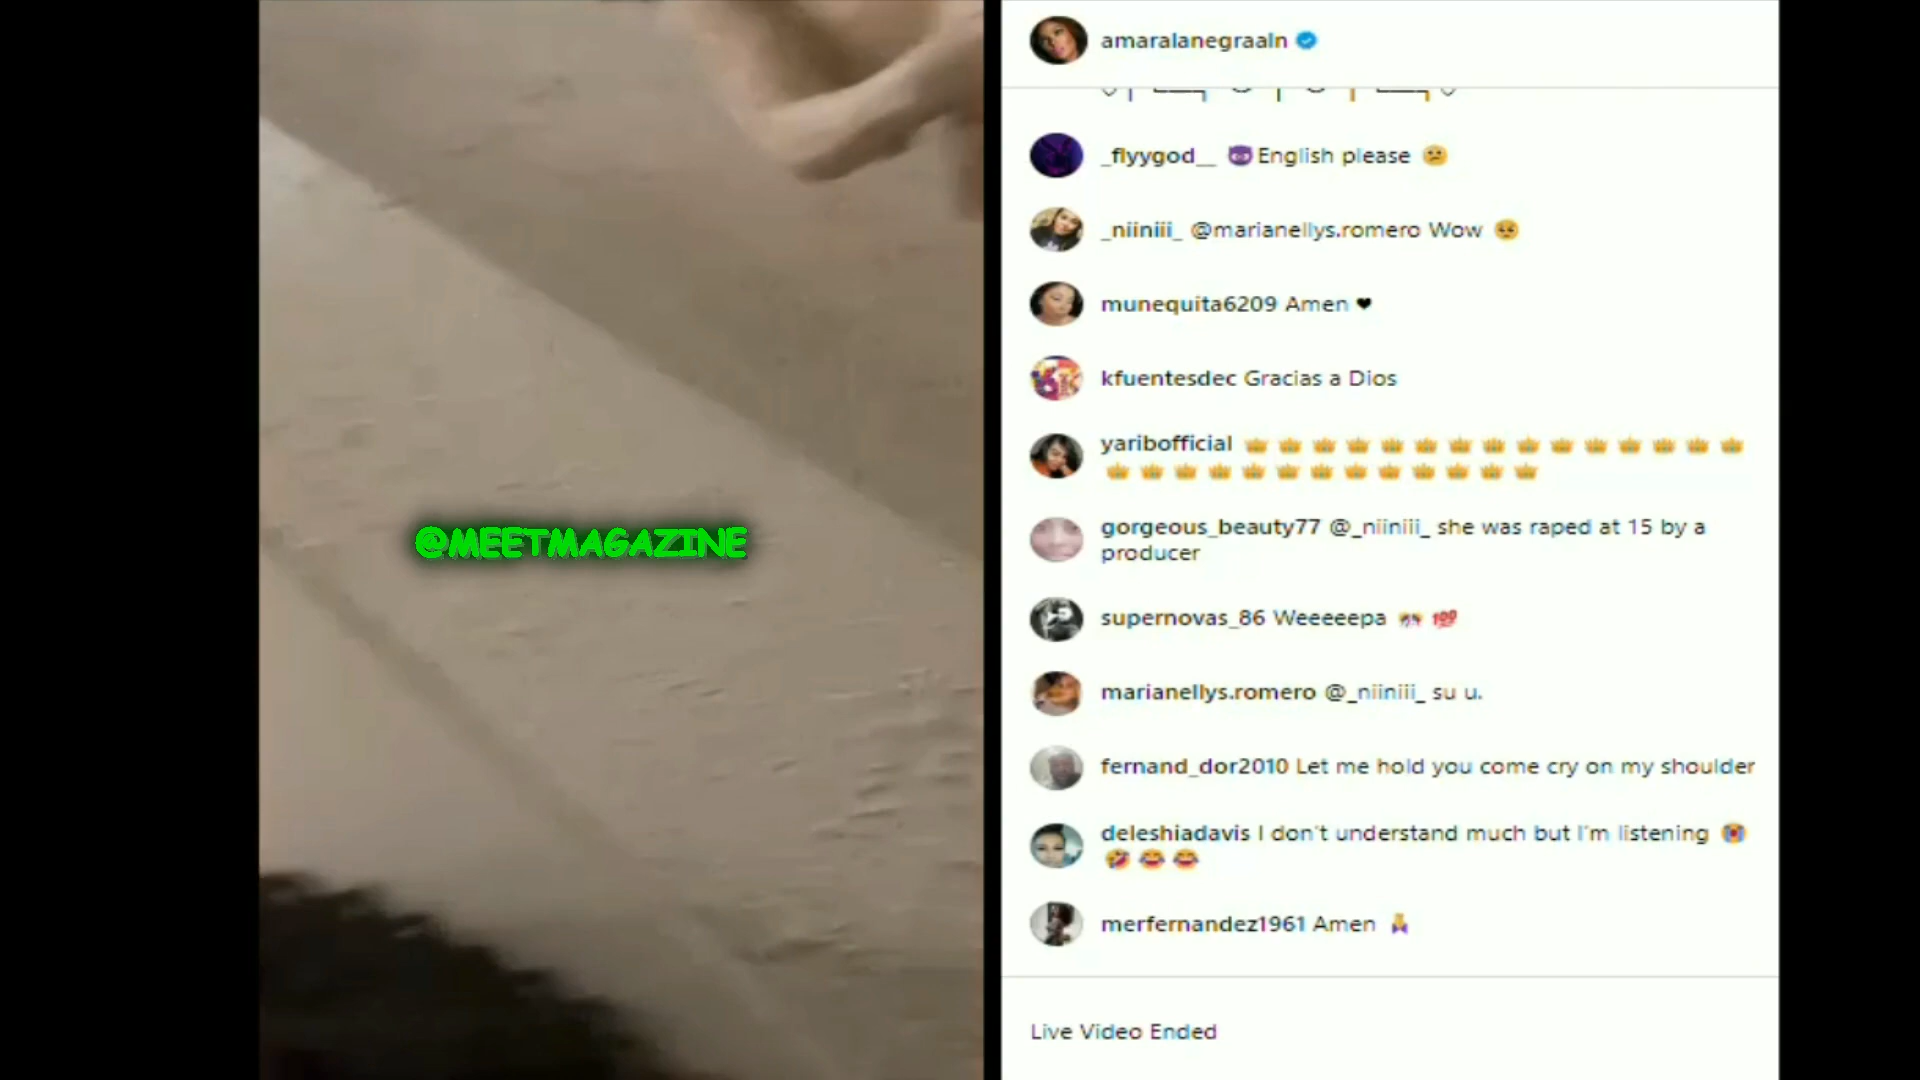 amaralanegraaln
_flyygod__ 😈English please 😕
_niiniii_ @marianellys.romero Wow 🥺
munequita6209 Amen ❤
kfuentesdec Gracias a Dios
yaribofficial 👑👑👑👑👑👑👑👑👑👑👑👑👑👑👑
👑👑👑👑👑👑👑👑👑👑👑👑👑
@MEETMAGAZINE
gorgeous_beauty77 @_niiniii_ she was raped at 15 by a
producer
supernovas_86 Weeeeepa 👯 💯
marianellys.romero @_niiniii_ su u.
fernand_dor2010 Let me hold you come cry on my shoulder
deleshiadavis I don't understand much but I'm listening 😭
🤣😂😂
merfernandez1961 Amen 🙏
Live Video Ended